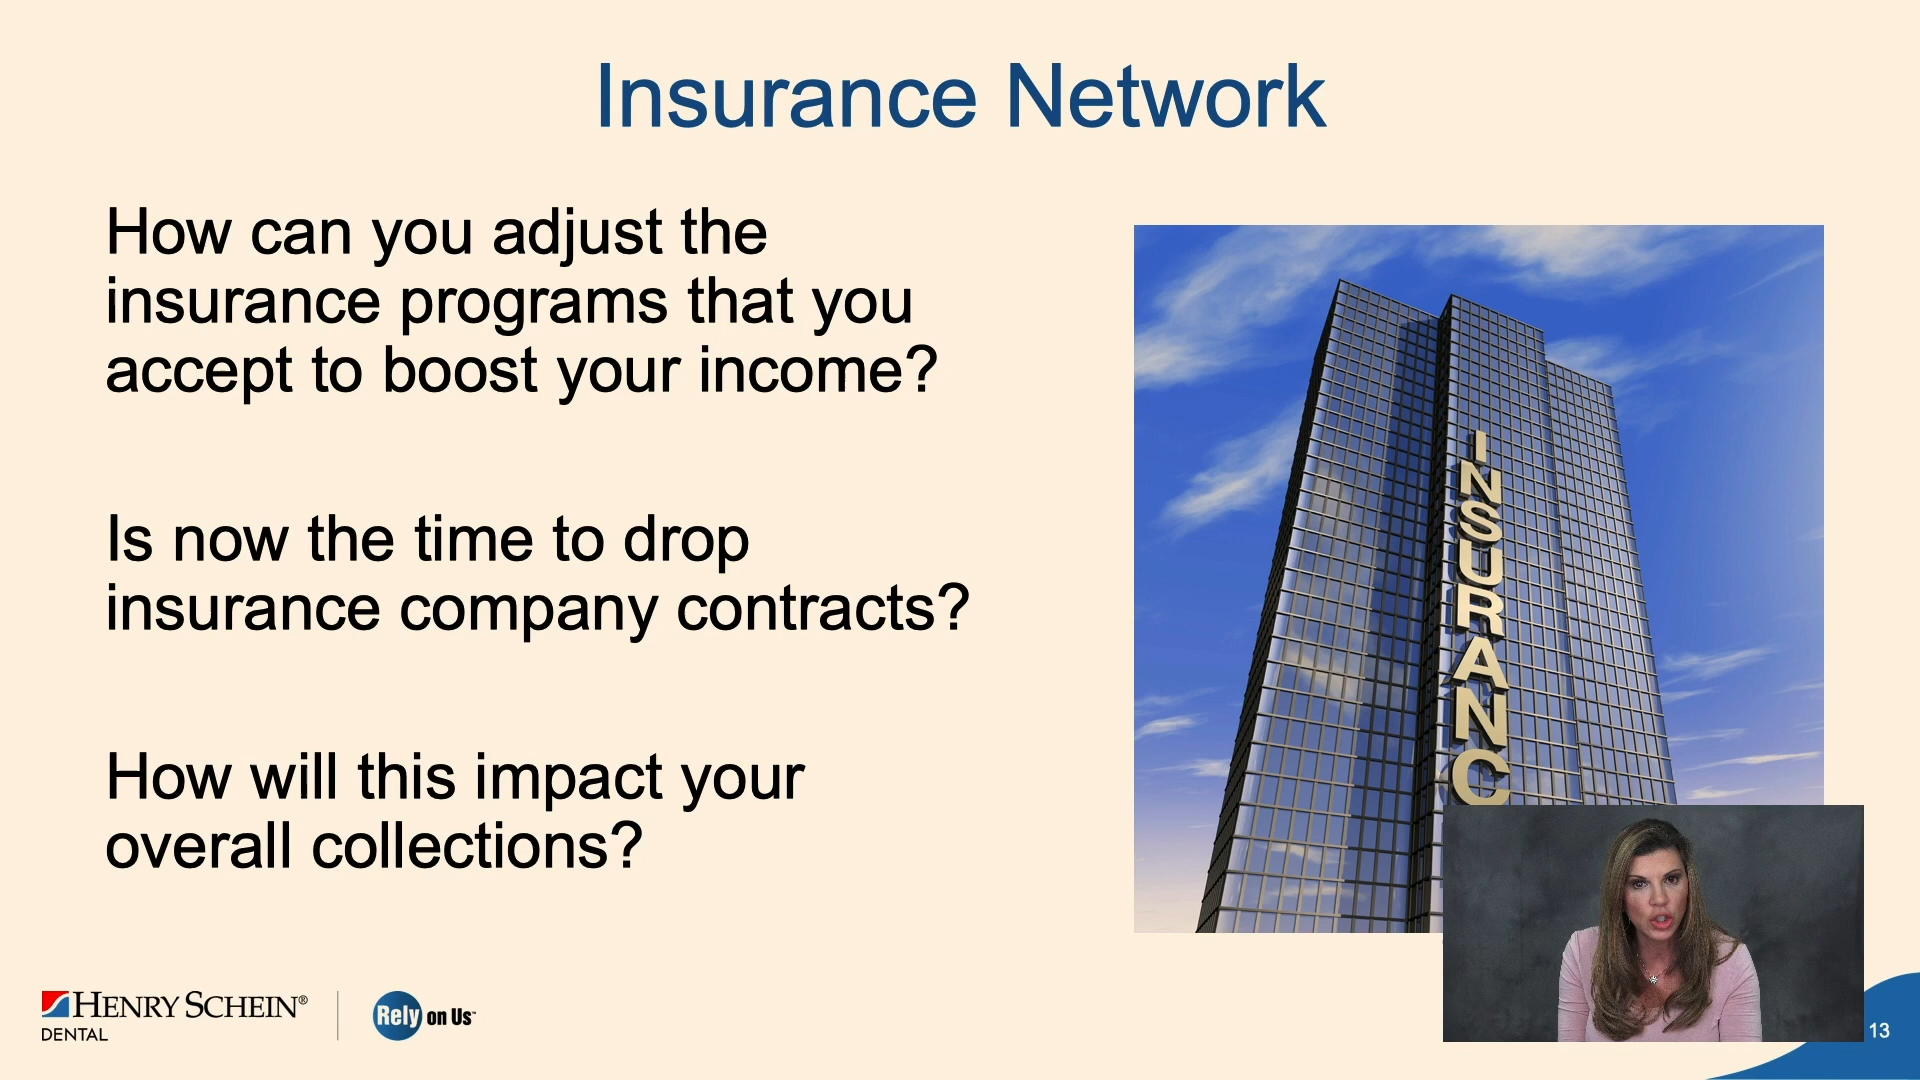 Insurance Network
How can you adjust the
insurance programs that you
accept to boost your income?
Is now the time to drop
insurance company contracts?
How will this impact your
overall collections?
INSURANC
HENRY SCHEIN®
DENTAL
Rely on Us™
13